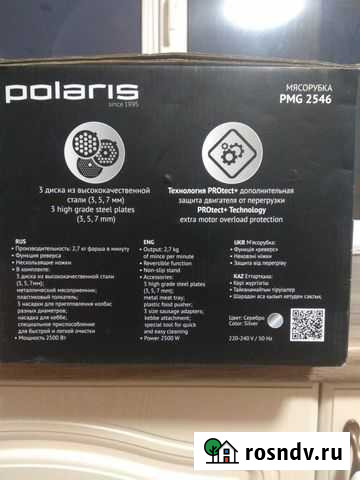 polaris
since 1995
МЯСОРУБКА
PMG 2546
3 диска из высококачественной
стали (3, 5, 7 мм)
3 high grade steel plates
(3, 5, 7 mm)
Технология PROtect+ дополнительная
защита двигателя от перегрузки
PROtect+ Technology
extra motor overload protection
RUS
• Производительность: 2,7 кг фарша в минуту
• Функция реверса
• Нескользящие ножки
• В комплекте:
3 диска из высококачественной стали
(3, 5, 7мм);
металлический месоприемник;
пластиковый толкатель;
3 насадки для приготовления колбас
разных диаметров;
насадка для кеббе;
специальное приспособление
для быстрой и легкой очистки
• Мощность 2500 Вт
ENG
• Output: 2,7 kg
of mince per minute
• Reversible function
• Non-slip stand
• Accessories:
3 high grade steel plates
(3, 5, 7 mm);
metal meat tray;
plastic food pusher;
3 size sausage adapters;
kebbe attachment;
special tool for quick
and easy cleaning
• Power 2500 W
UKR М'ясорубка:
• Функція «реверс»
• Нековзні ніжки
• Захист від перегріву
KAZ Еттартқыш:
• Кері жүргізгіш
• Тайғанамайтын тіректер
Цвет: Серебро
Color: Silver
220-240 V / 50 Hz
rosndv.ru